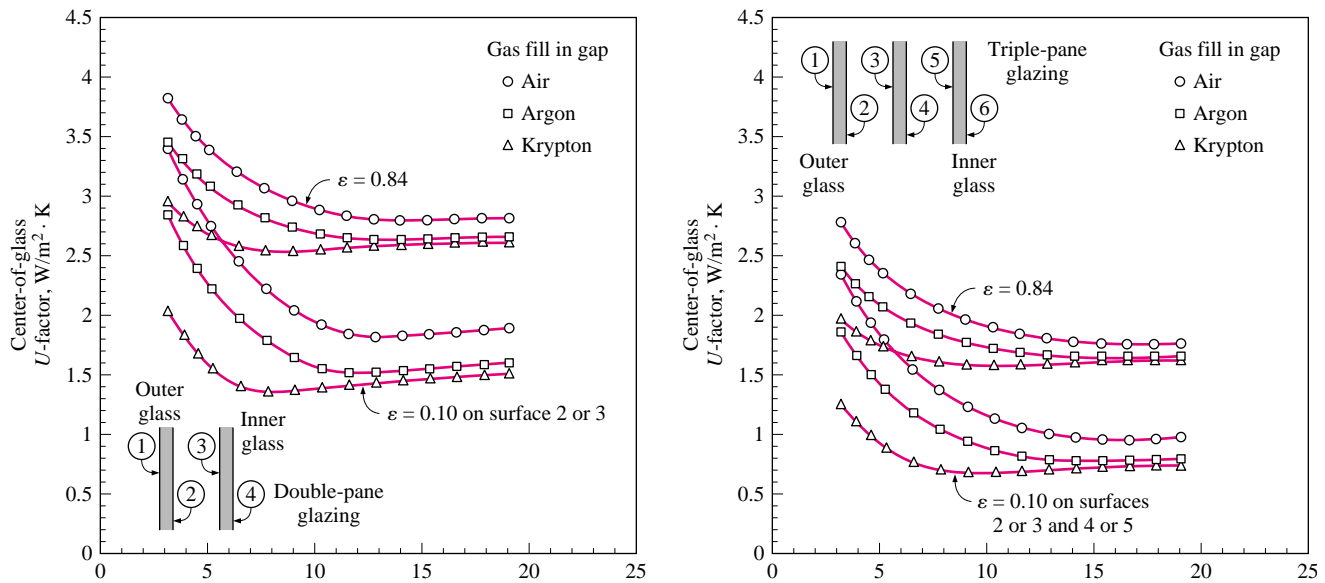 4.5
4
3.5
3
2.5
2
1.5
1
0.5
0
Center-of-glass
U-factor, W/m² · K
Gas fill in gap
Air
Argon
Krypton
ε = 0.84
ε = 0.10 on surface 2 or 3
Outer
glass
Inner
glass
1
3
2
4
Double-pane
glazing
0
5
10
15
20
25
4.5
4
3.5
3
2.5
2
1.5
1
0.5
0
Center-of-glass
U-factor, W/m² · K
1
3
5
2
4
6
Triple-pane
glazing
Outer
glass
Inner
glass
Gas fill in gap
Air
Argon
Krypton
ε = 0.84
ε = 0.10 on surfaces
2 or 3 and 4 or 5
0
5
10
15
20
25